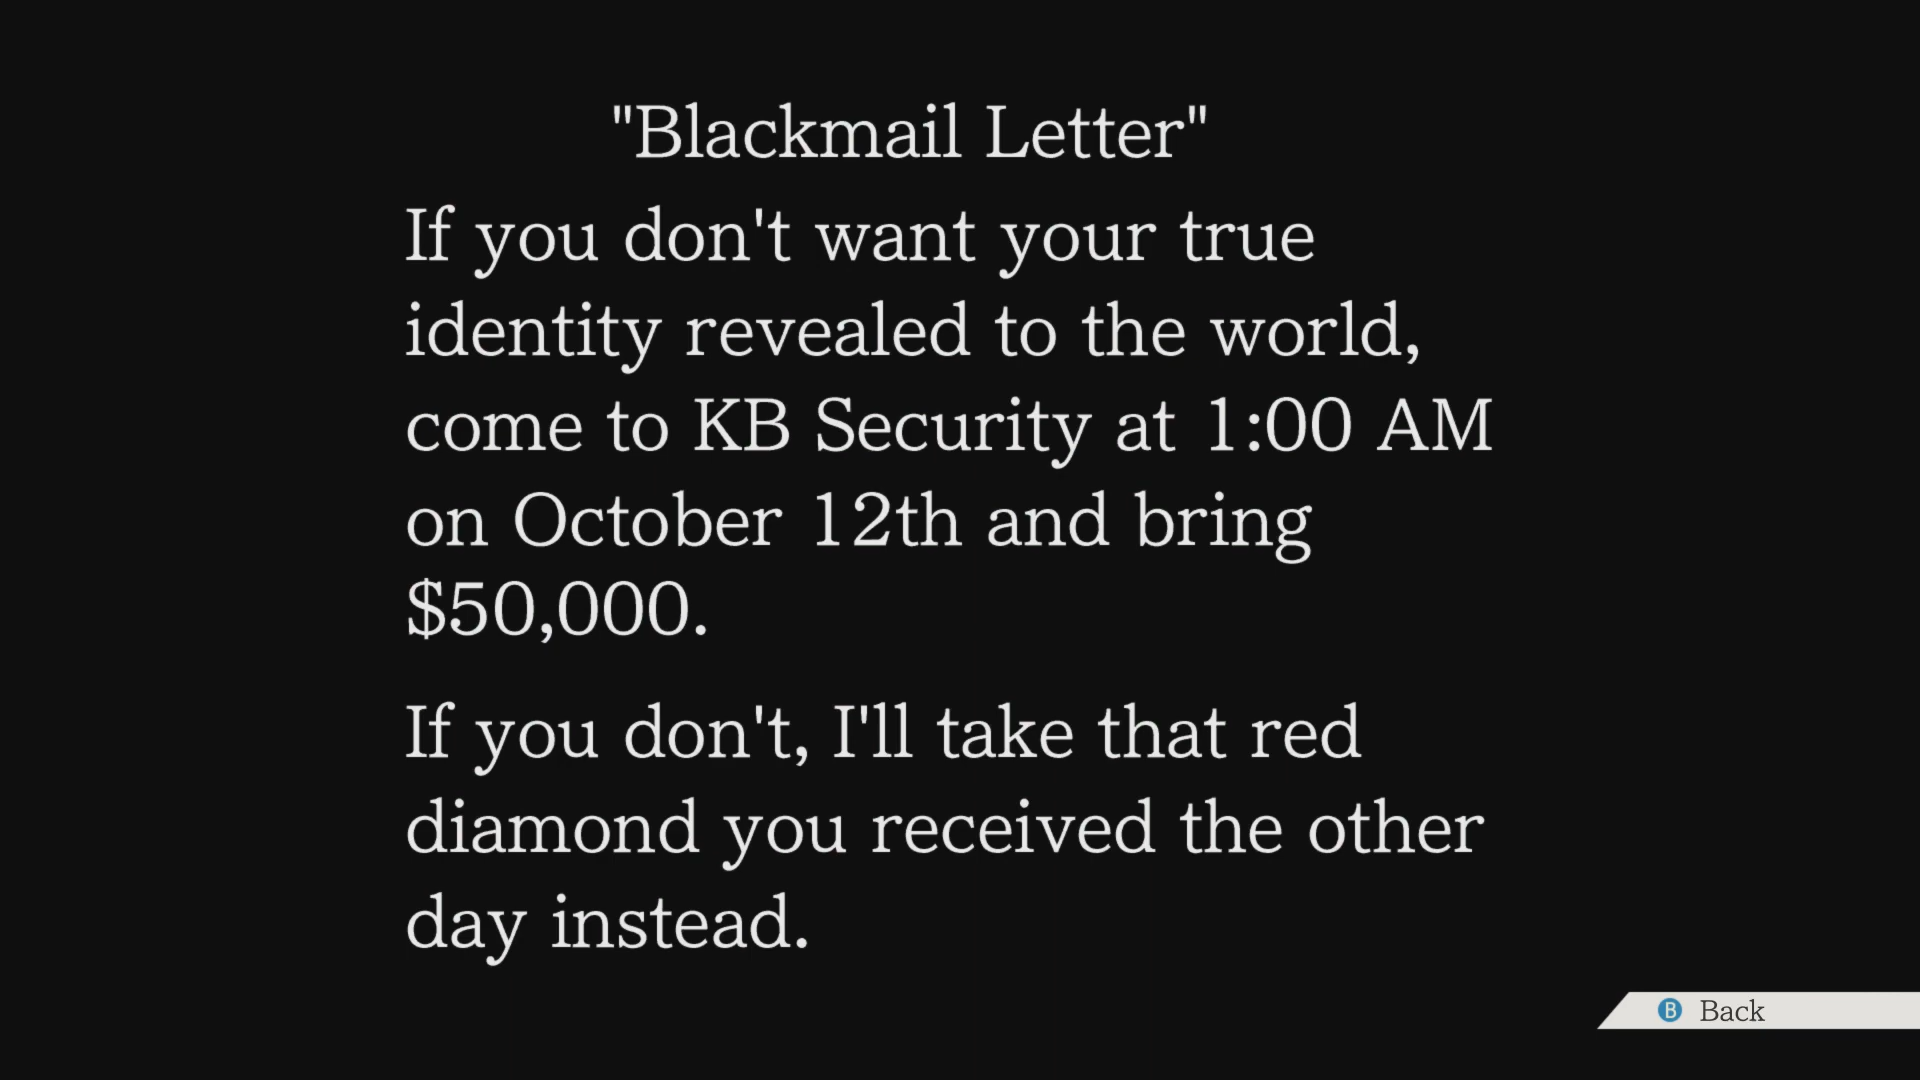 "Blackmail Letter"
If you don't want your true
identity revealed to the world,
come to KB Security at 1:00 AM
on October 12th and bring
$50,000.
If you don't, I'll take that red
diamond you received the other
day instead.
B Back